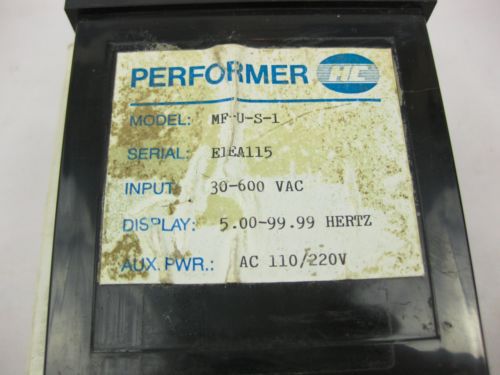 PERFORMER HC
MODEL: MF-U-S-1
SERIAL: E1EA115
INPUT 30-600 VAC
DISPLAY: 5.00-99.99 HERTZ
AUX. PWR.: AC 110/220V